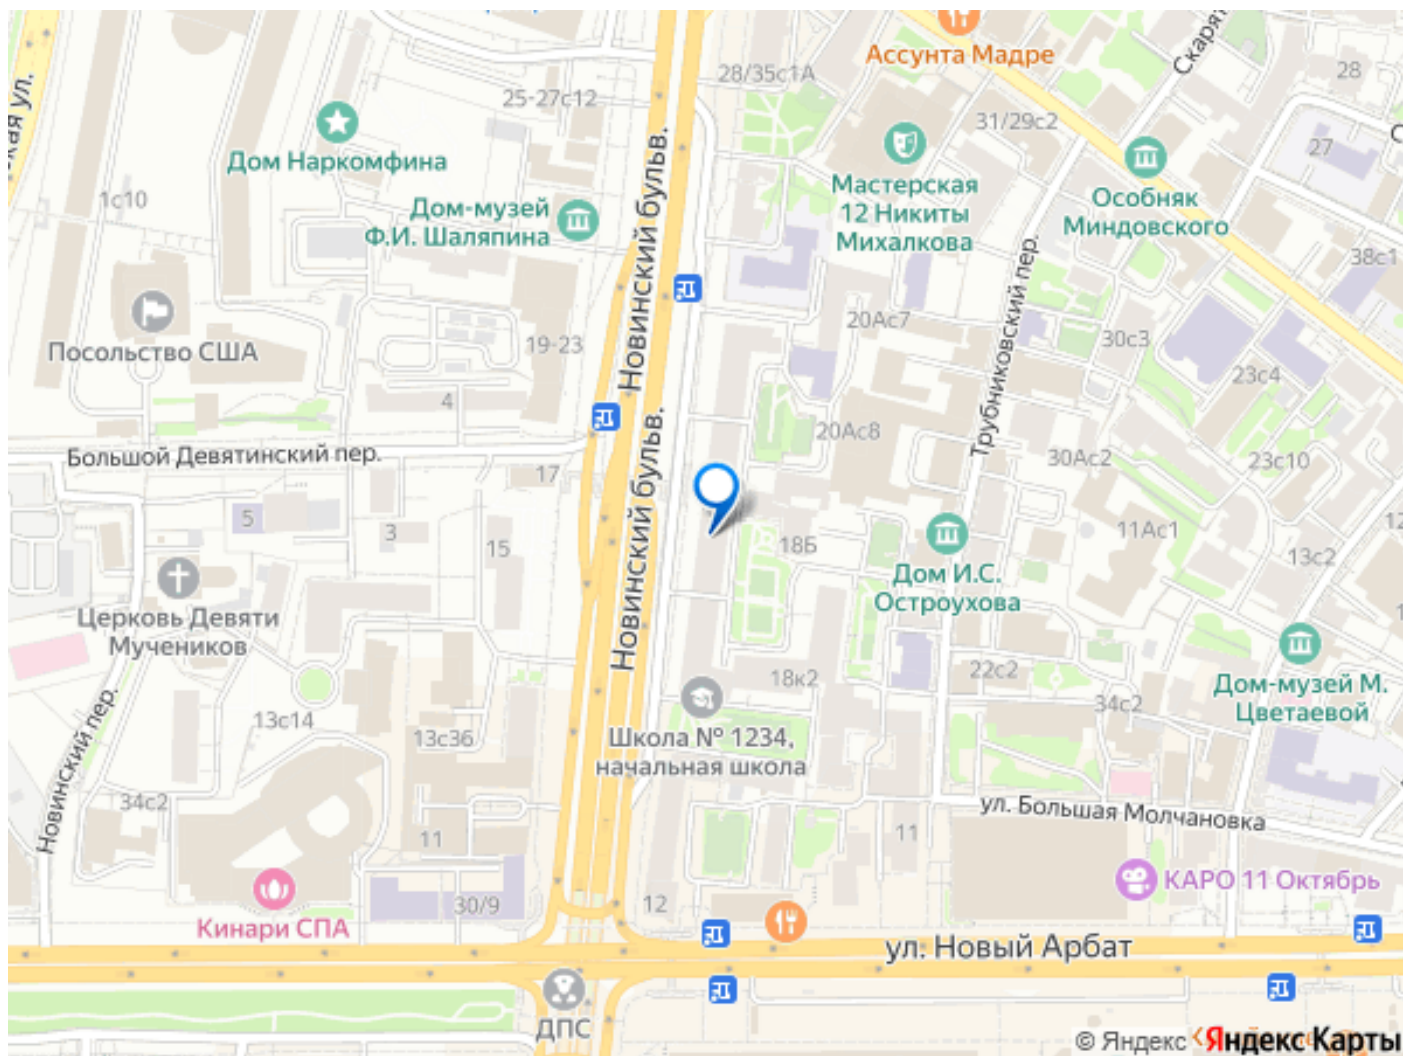 Ассунта Мадре
28/35с1А
28
25-27с12
31/29с2
27
Дом Наркомфина
Мастерская
12 Никиты
Михалкова
Особняк
Миндовского
1с10
Дом-музей
Ф.И. Шаляпина
Новинский бульв.
Трубниковский пер.
38с1
20Ас7
30с3
Посольство США
19-23
23с4
4
20Ас8
Большой Девятинский пер.
30Ас2
23с10
17
Новинский бульв.
5
3
15
18Б
11Ас1
13с2
Дом И.С.
Остроухова
Церковь Девяти
Мучеников
18к2
22с2
Дом-музей М.
Цветаевой
34с2
Новинский пер.
13с14
13с36
Школа № 1234,
начальная школа
34с2
ул. Большая Молчановка
11
11
КАРО 11 Октябрь
30/9
12
Кинари СПА
ул. Новый Арбат
ДПС
© Яндекс
Яндекс Карты